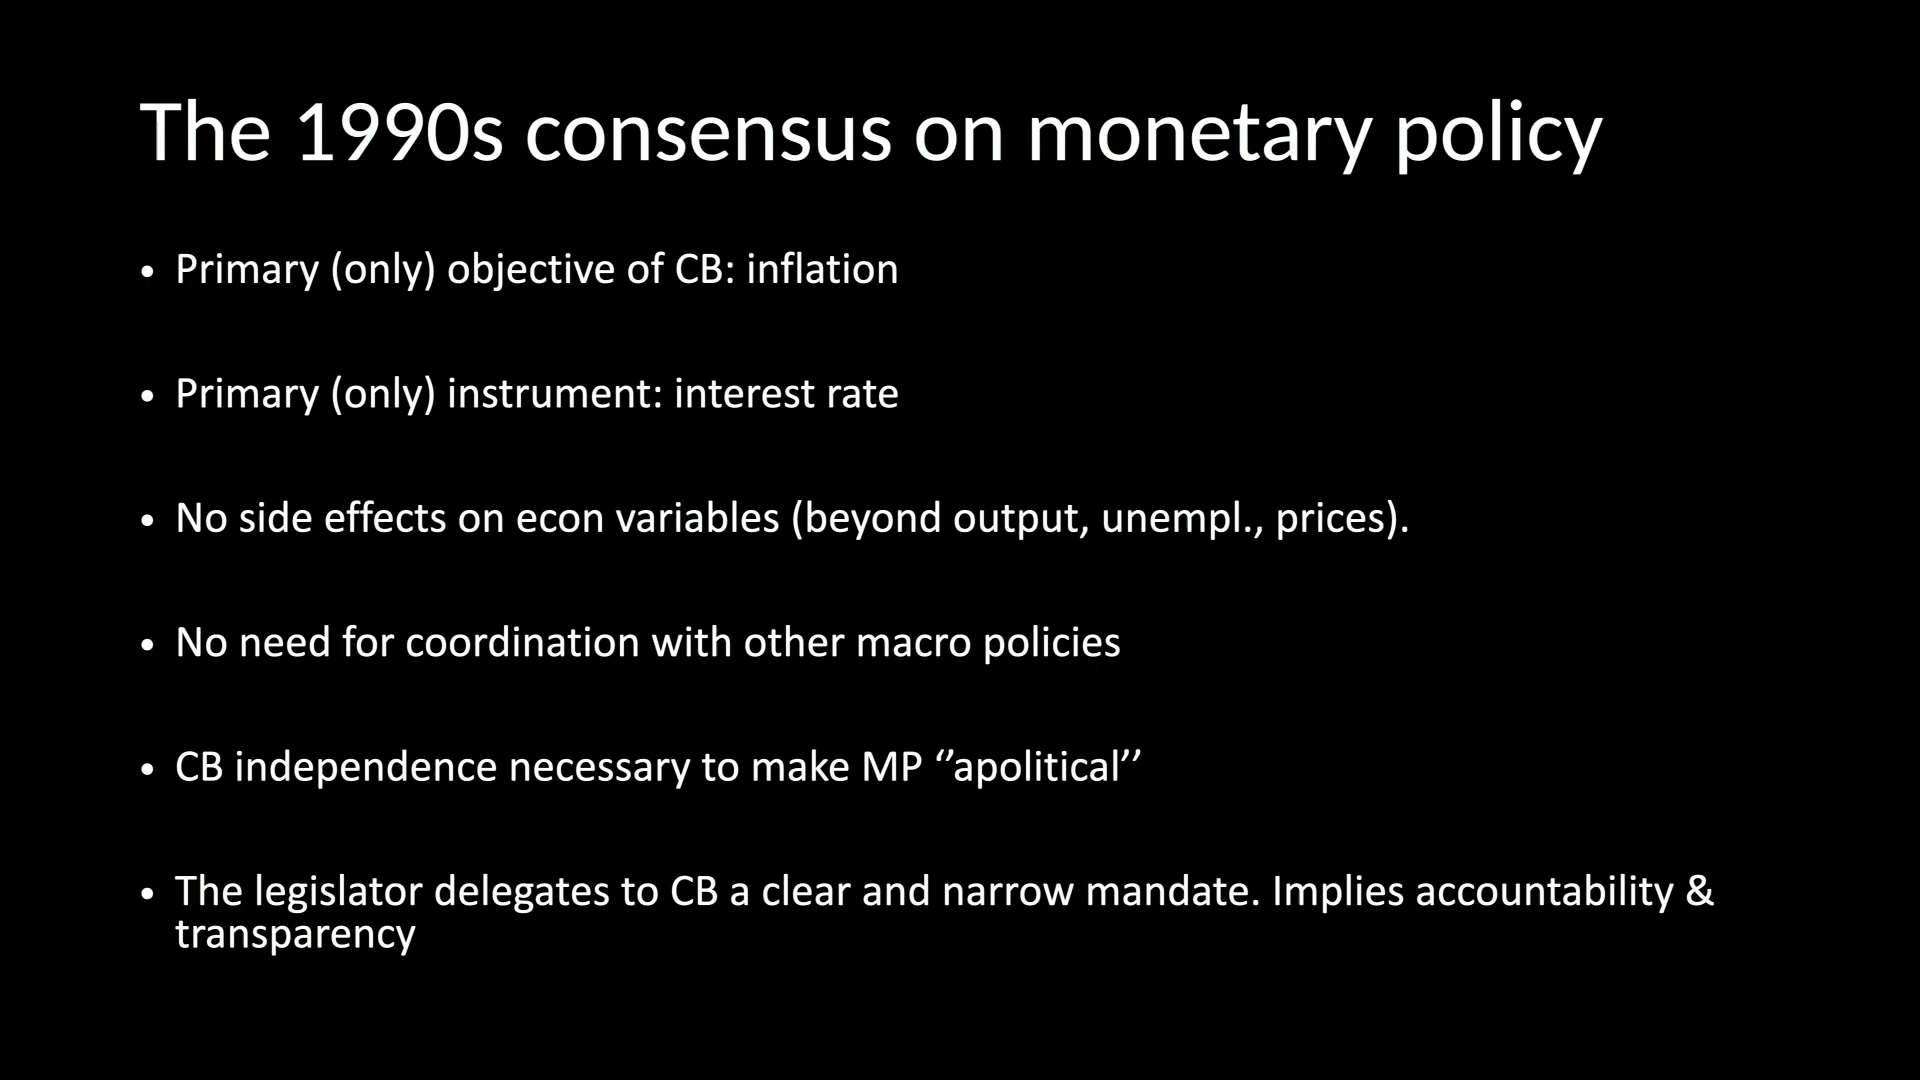 The 1990s consensus on monetary policy
• Primary (only) objective of CB: inflation
• Primary (only) instrument: interest rate
• No side effects on econ variables (beyond output, unempl., prices).
• No need for coordination with other macro policies
• CB independence necessary to make MP ‘’apolitical’’
• The legislator delegates to CB a clear and narrow mandate. Implies accountability &
transparency